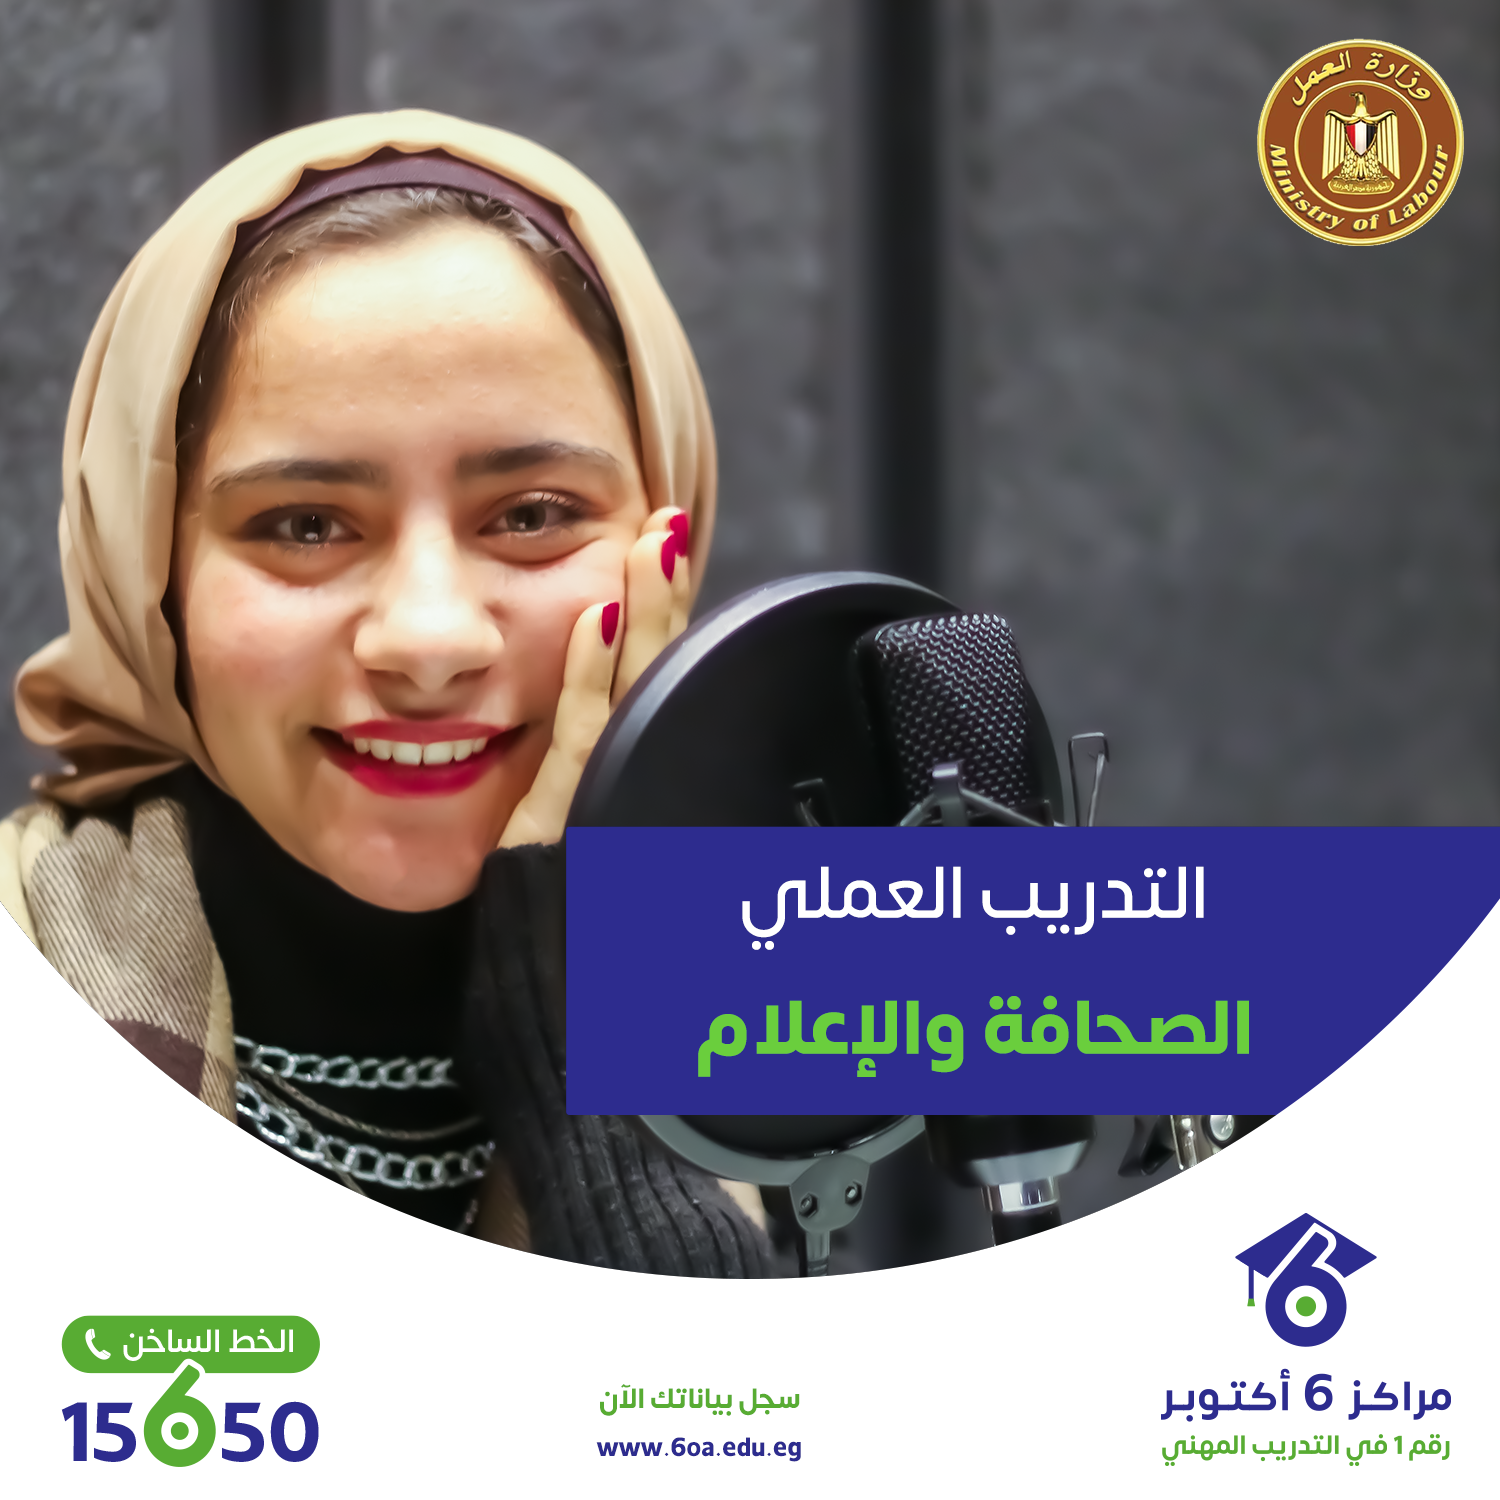 وزارة العمل
Ministry of Labour
التدريب العملي
الصحافة والإعلام
الخط الساخن
15650
سجل بياناتك الآن
www.6oa.edu.eg
6
مراكز 6 أكتوبر
رقم 1 في التدريب المهني